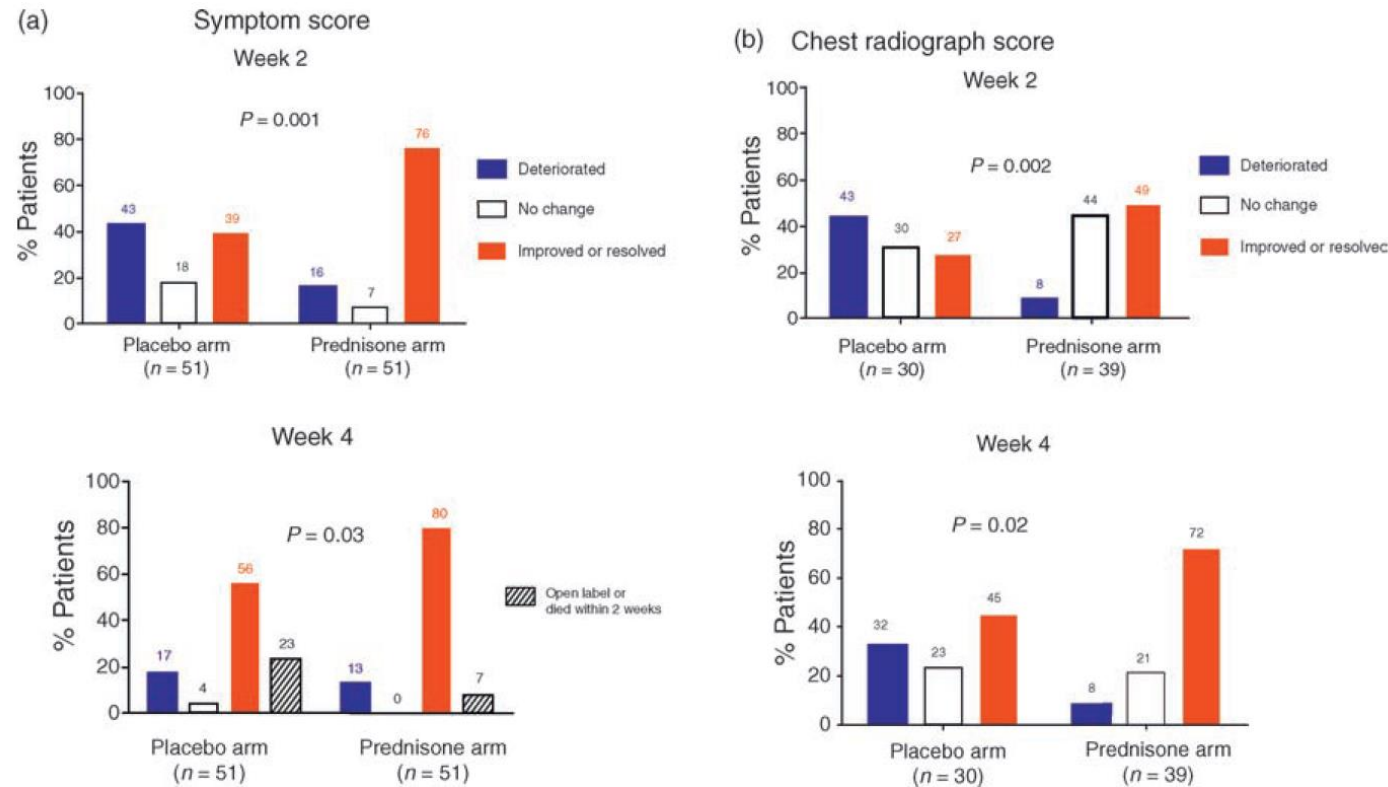 (a)
Symptom score
Week 2
% Patients
100
80
60
40
20
0
P = 0.001
43
18
39
16
7
76
Placebo arm
(n = 51)
Prednisone arm
(n = 51)
Deteriorated
No change
Improved or resolved
Week 4
% Patients
100
80
60
40
20
0
P = 0.03
17
4
56
23
13
0
80
7
Placebo arm
(n = 51)
Prednisone arm
(n = 51)
Open label or
died within 2 weeks
(b)
Chest radiograph score
Week 2
% Patients
100
80
60
40
20
0
P = 0.002
43
30
27
8
44
49
Placebo arm
(n = 30)
Prednisone arm
(n = 39)
Deteriorated
No change
Improved or resolvec
Week 4
% Patients
100
80
60
40
20
0
P = 0.02
32
23
45
8
21
72
Placebo arm
(n = 30)
Prednisone arm
(n = 39)